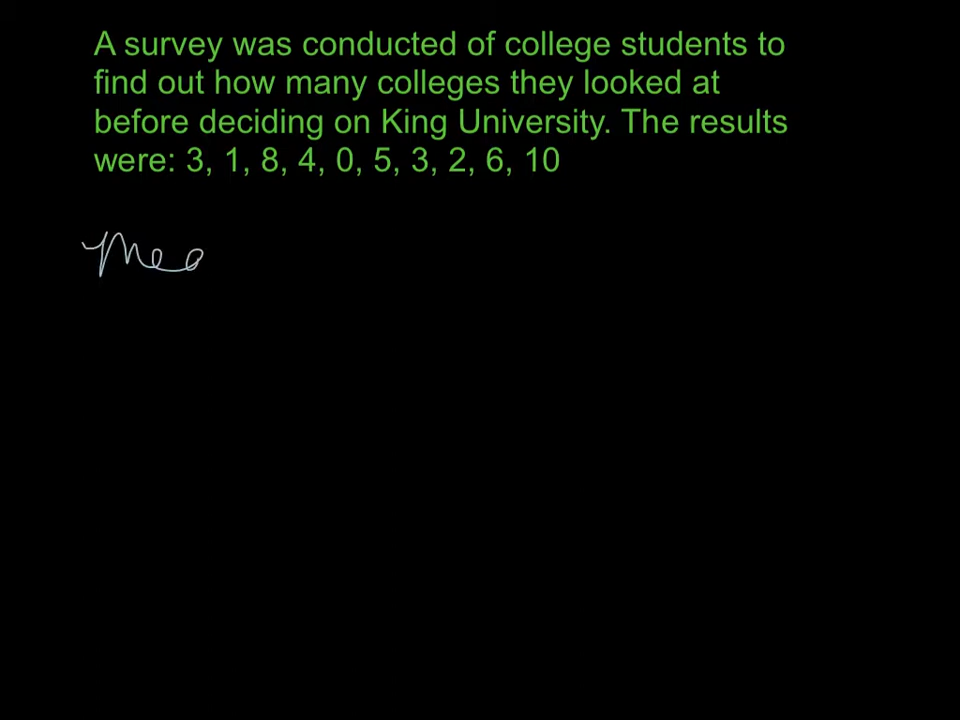 A survey was conducted of college students to
find out how many colleges they looked at
before deciding on King University. The results
were: 3, 1, 8, 4, 0, 5, 3, 2, 6, 10
Mea